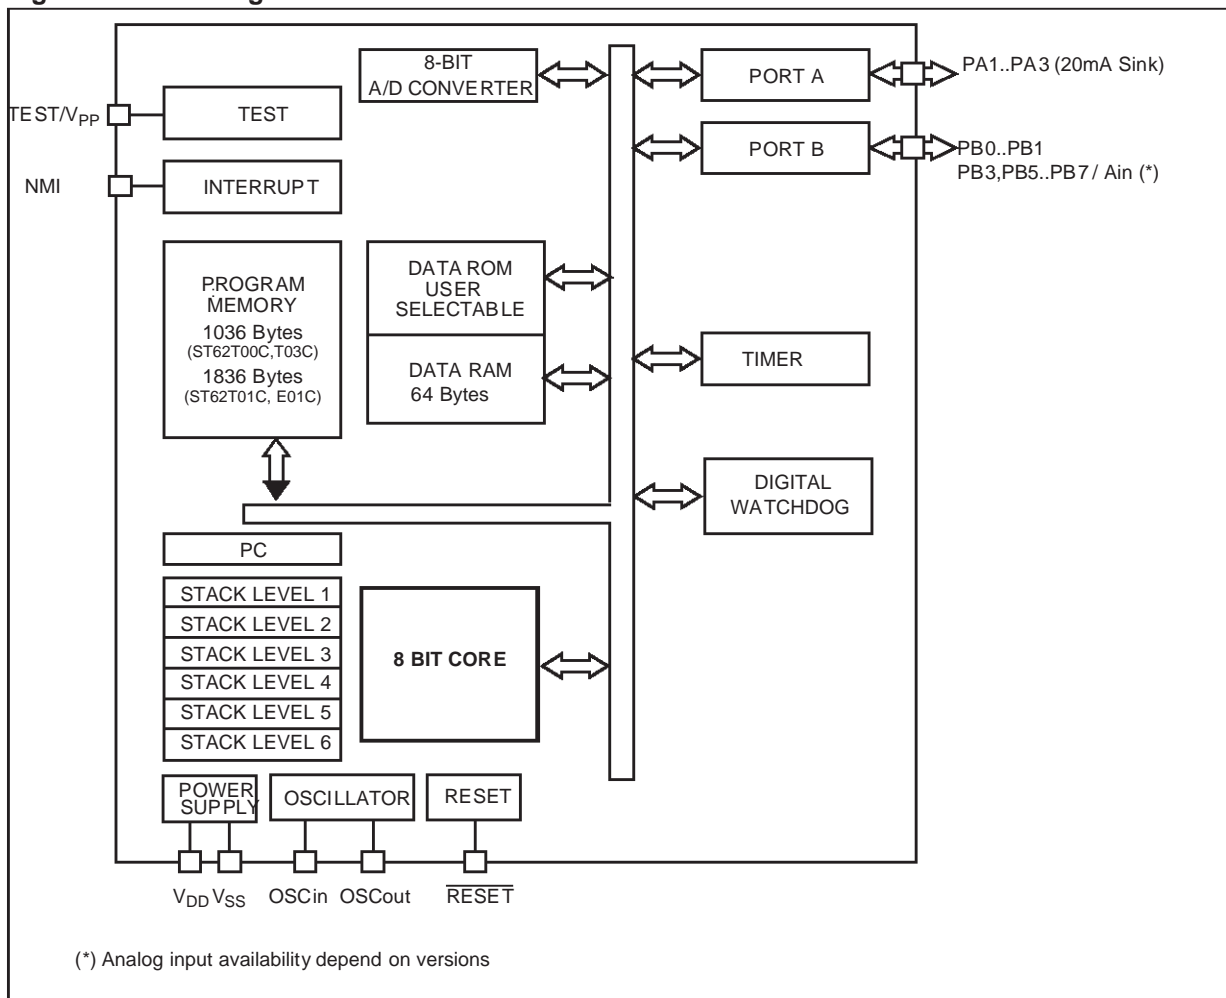 8-BIT
A/D CONVERTER
PORT A
PA1..PA3 (20mA Sink)
TEST/VPP
TEST
PORT B
PB0..PB1
PB3,PB5..PB7 / Ain (*)
NMI
INTERRUPT
PROGRAM
MEMORY
1036 Bytes
(ST62T00C,T03C)
1836 Bytes
(ST62T01C, E01C)
DATA ROM
USER
SELECTABLE
DATA RAM
64 Bytes
TIMER
DIGITAL
WATCHDOG
PC
STACK LEVEL 1
STACK LEVEL 2
STACK LEVEL 3
STACK LEVEL 4
STACK LEVEL 5
STACK LEVEL 6
8 BIT CORE
POWER
SUPPLY
OSCILLATOR
RESET
VDD VSS OSCin OSCout RESET
(*) Analog input availability depend on versions